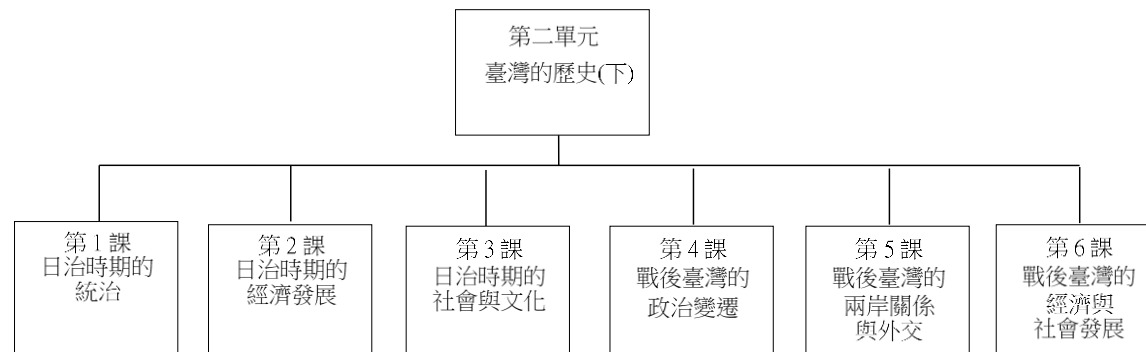 第二單元
臺灣的歷史(下)
第1課
日治時期的
統治
第2課
日治時期的
經濟發展
第3課
日治時期的
社會與文化
第4課
戰後臺灣的
政治變遷
第5課
戰後臺灣的
兩岸關係
與外交
第6課
戰後臺灣的
經濟與
社會發展